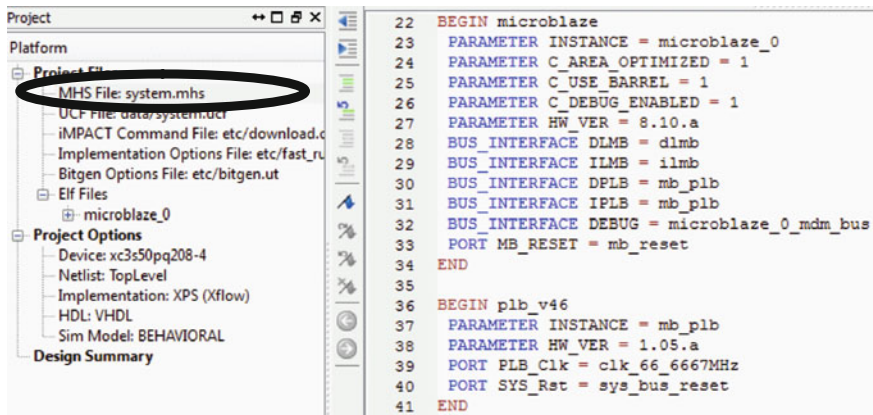 Project
Platform
Project Files
MHS File: system.mhs
UCF File: data/system.ucf
iMPACT Command File: etc/download.c
Implementation Options File: etc/fast_ru
Bitgen Options File: etc/bitgen.ut
Elf Files
microblaze_0
Project Options
Device: xc3s50pq208-4
Netlist: TopLevel
Implementation: XPS (Xflow)
HDL: VHDL
Sim Model: BEHAVIORAL
Design Summary
22 BEGIN microblaze
23 PARAMETER INSTANCE = microblaze_0
24 PARAMETER C_AREA_OPTIMIZED = 1
25 PARAMETER C_USE_BARREL = 1
26 PARAMETER C_DEBUG_ENABLED = 1
27 PARAMETER HW_VER = 8.10.a
28 BUS_INTERFACE DLMB = dlmb
29 BUS_INTERFACE ILMB = ilmb
30 BUS_INTERFACE DPLB = mb_plb
31 BUS_INTERFACE IPLB = mb_plb
32 BUS_INTERFACE DEBUG = microblaze_0_mdm_bus
33 PORT MB_RESET = mb_reset
34 END
35
36 BEGIN plb_v46
37 PARAMETER INSTANCE = mb_plb
38 PARAMETER HW_VER = 1.05.a
39 PORT PLB_Clk = clk_66_6667MHz
40 PORT SYS_Rst = sys_bus_reset
41 END